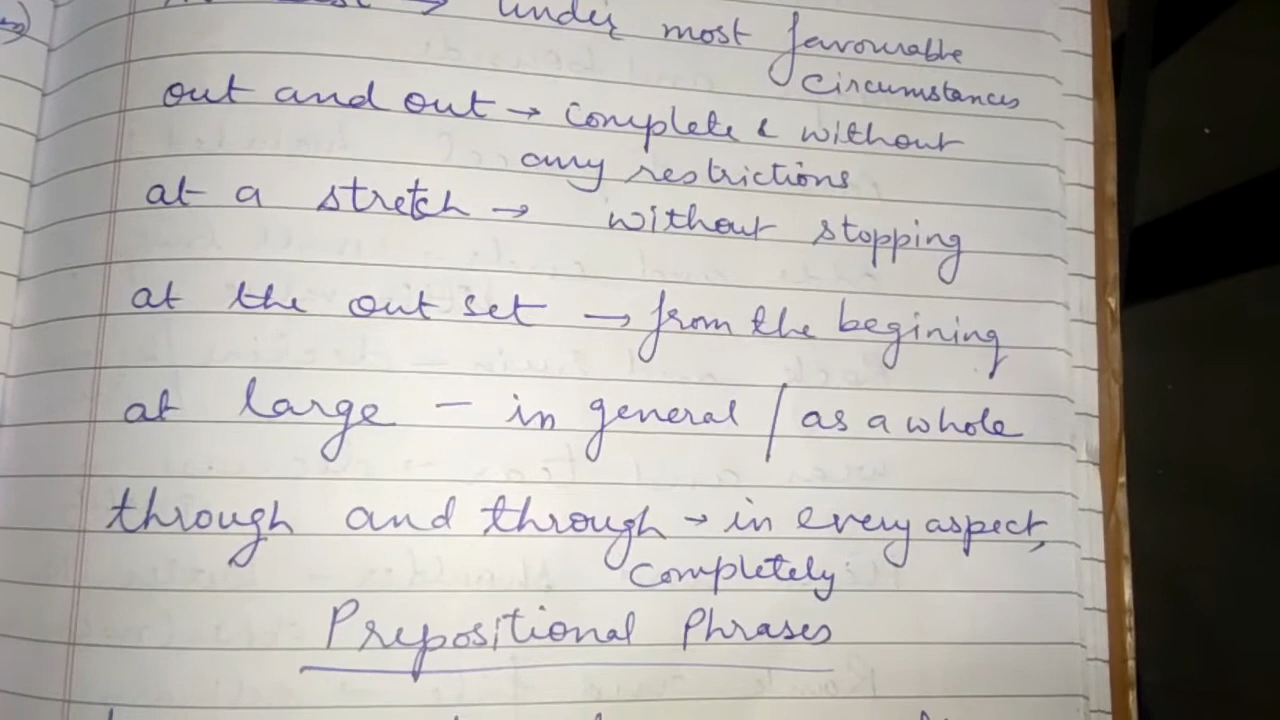 → under most favourable
circumstances
out and out → complete & without
any restrictions
at a stretch → without stopping
at the out set → from the begining
at large – in general / as a whole
through and through → in every aspect,
completely
Prepositional Phrases